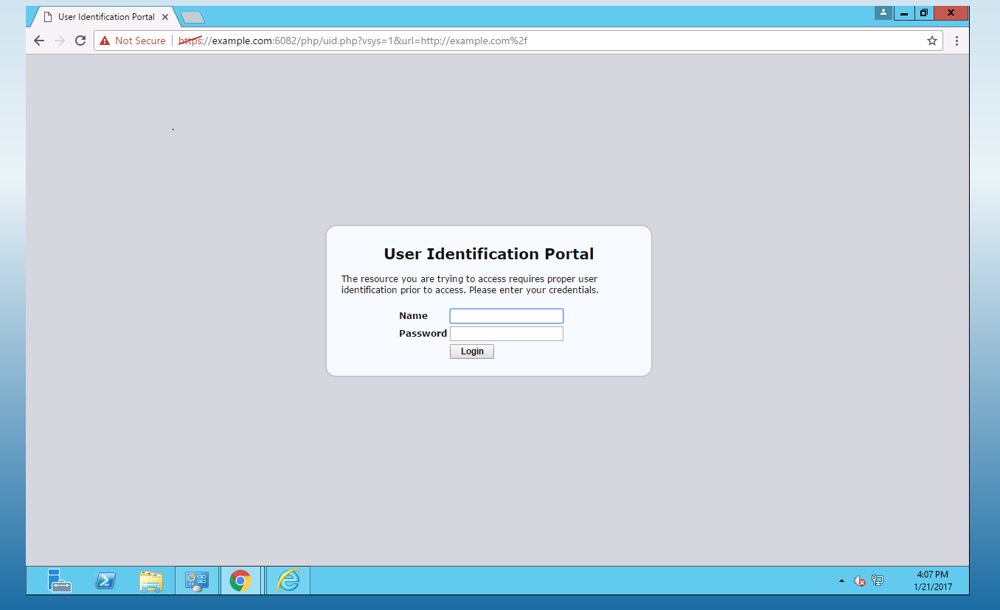 User Identification Portal
Not Secure https://example.com:6082/php/uid.php?vsys=1&url=http://example.com%2f
User Identification Portal
The resource you are trying to access requires proper user
identification prior to access. Please enter your credentials.
Name
Password
Login
4:07 PM
1/21/2017